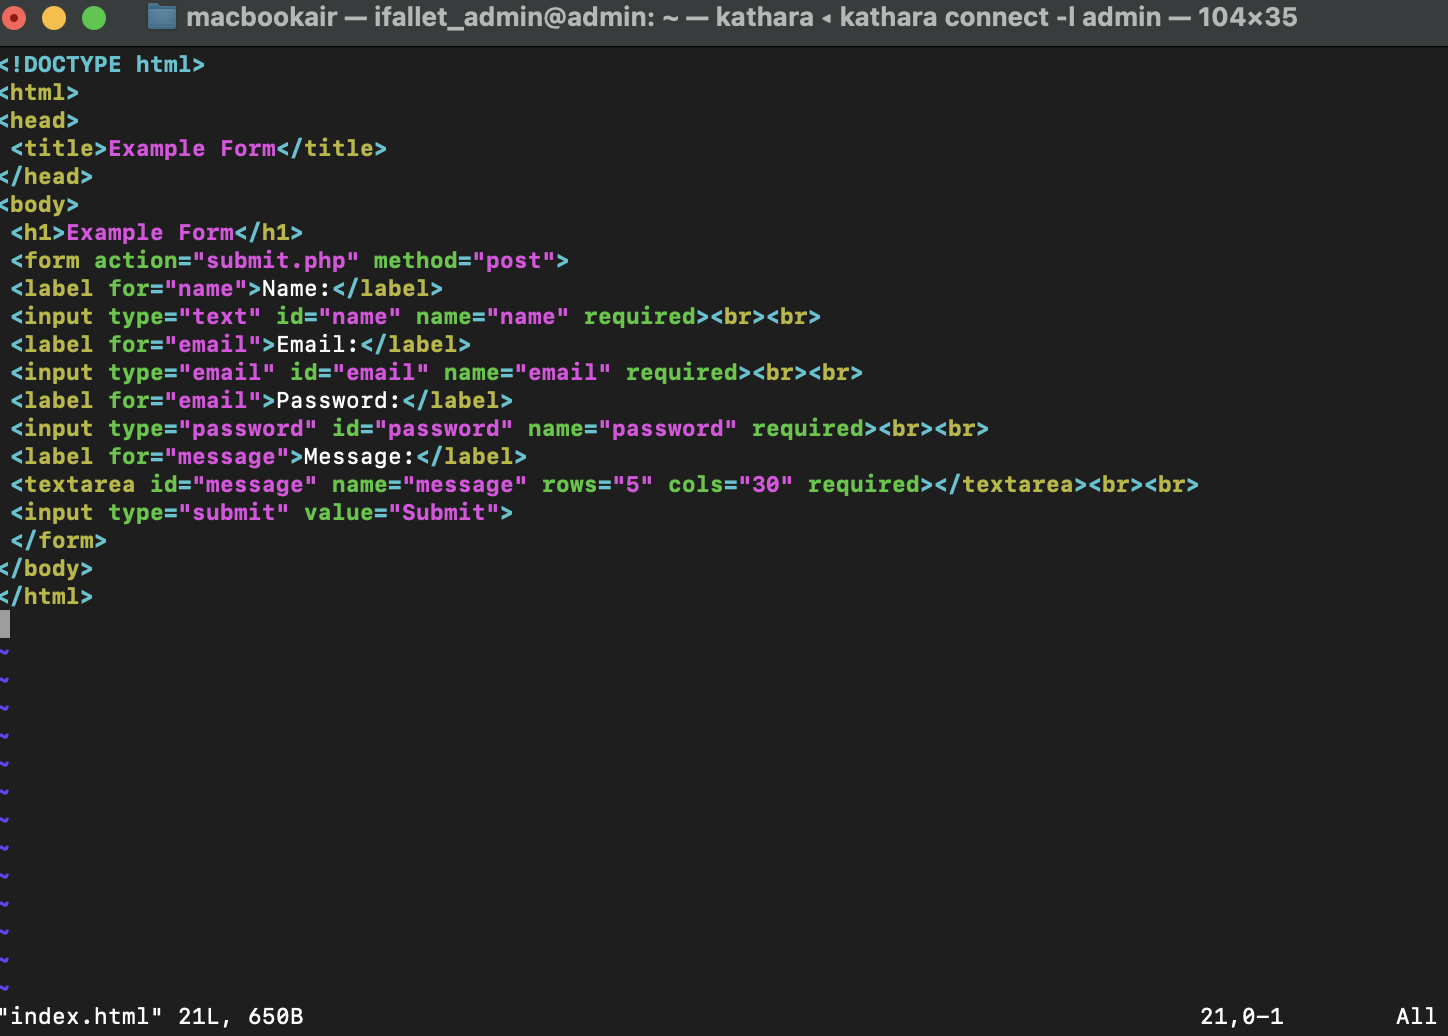 macbookair — ifallet_admin@admin: ~ — kathara ◂ kathara connect -l admin — 104×35
<!DOCTYPE html>
<html>
<head>
 <title>Example Form</title>
</head>
<body>
 <h1>Example Form</h1>
 <form action="submit.php" method="post">
 <label for="name">Name:</label>
 <input type="text" id="name" name="name" required><br><br>
 <label for="email">Email:</label>
 <input type="email" id="email" name="email" required><br><br>
 <label for="email">Password:</label>
 <input type="password" id="password" name="password" required><br><br>
 <label for="message">Message:</label>
 <textarea id="message" name="message" rows="5" cols="30" required></textarea><br><br>
 <input type="submit" value="Submit">
 </form>
</body>
</html>

~
~
~
~
~
~
~
~
~
~
~
~
~
"index.html" 21L, 650B 21,0-1 All